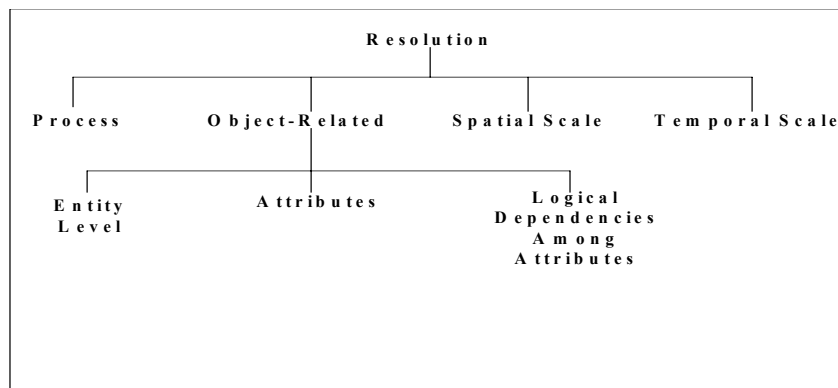 Resolution
Process Object-Related Spatial Scale Temporal Scale
Entity
Level
Attributes
Logical
Dependencies
Among
Attributes